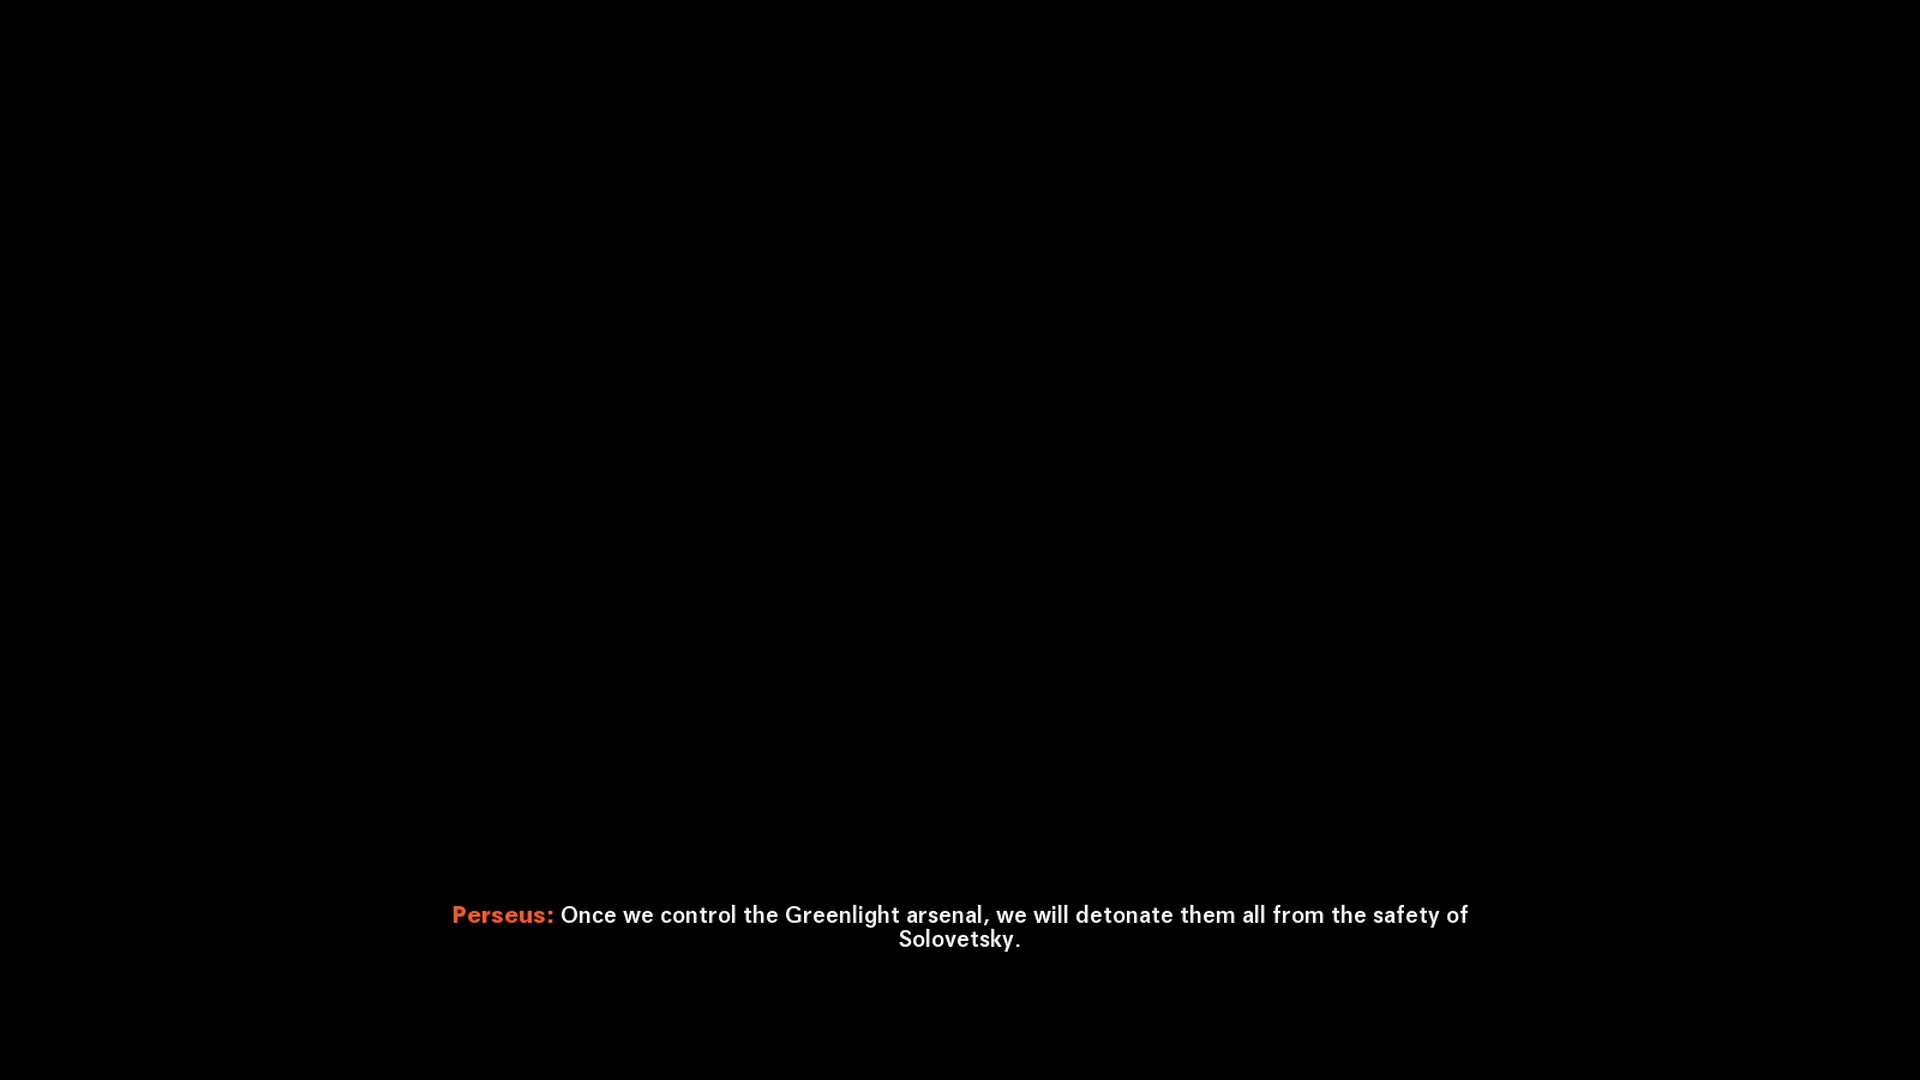 Perseus: Once we control the Greenlight arsenal, we will detonate them all from the safety of
Solovetsky.